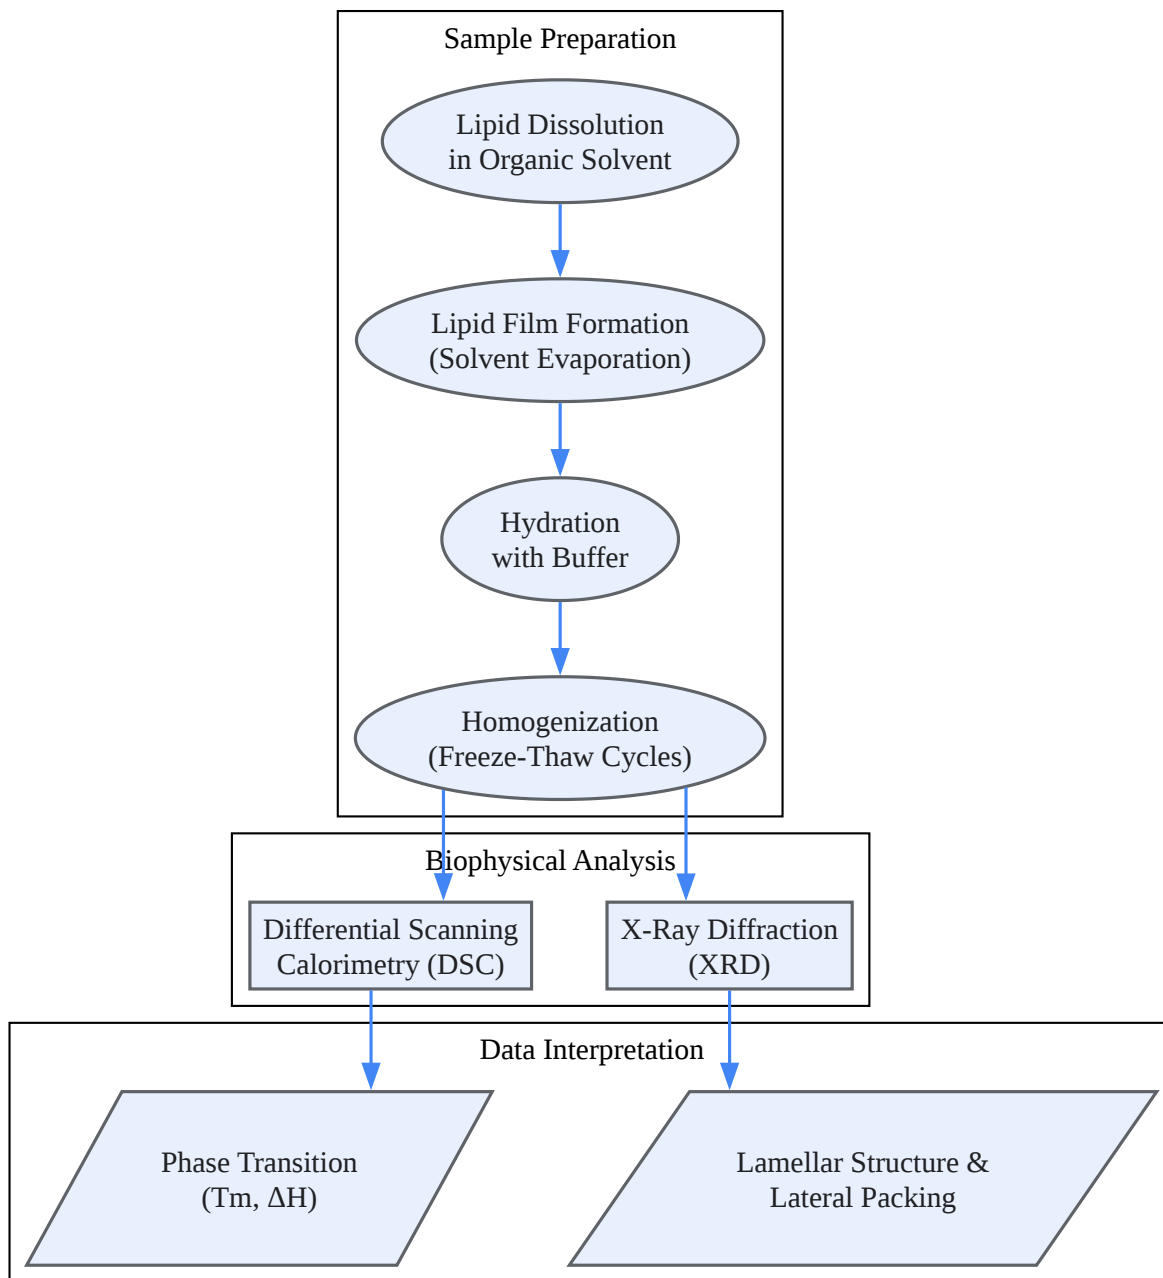 Sample Preparation
Lipid Dissolution
in Organic Solvent
Lipid Film Formation
(Solvent Evaporation)
Hydration
with Buffer
Homogenization
(Freeze-Thaw Cycles)
Biophysical Analysis
Differential Scanning
Calorimetry (DSC)
X-Ray Diffraction
(XRD)
Data Interpretation
Phase Transition
(Tm, ΔH)
Lamellar Structure &
Lateral Packing